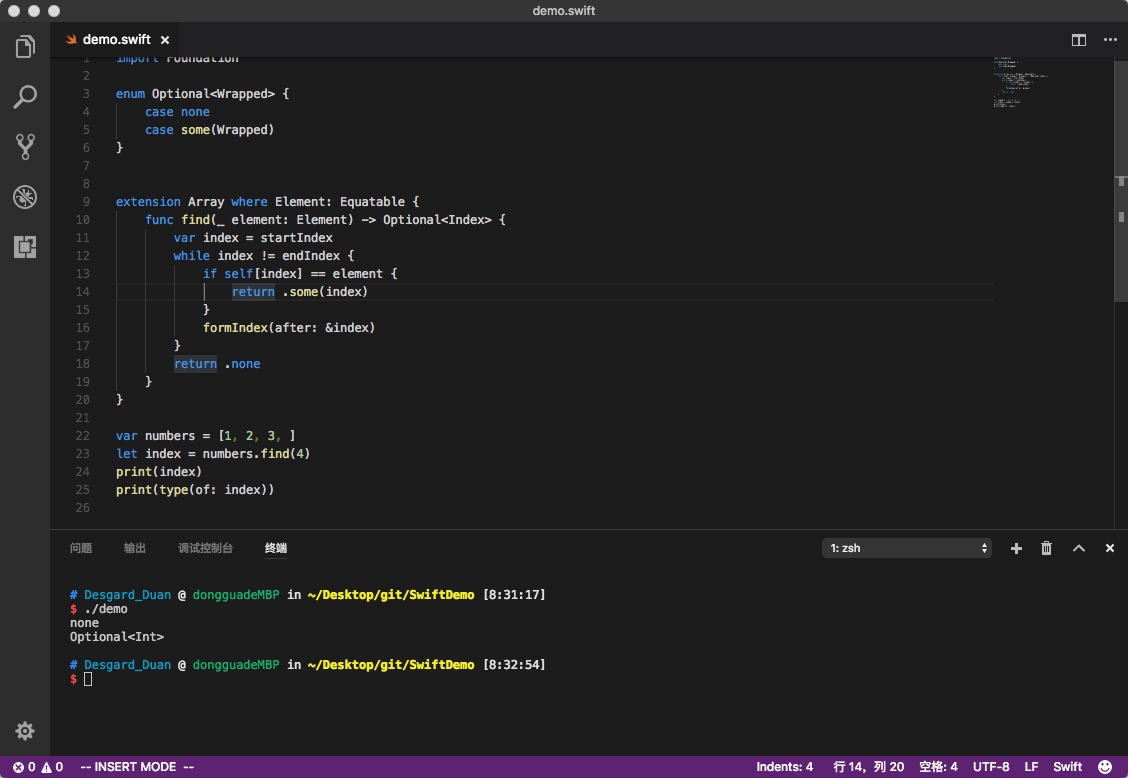 demo.swift
demo.swift
1 import Foundation
2
3 enum Optional<Wrapped> {
4     case none
5     case some(Wrapped)
6 }
7
8
9 extension Array where Element: Equatable {
10     func find(_ element: Element) -> Optional<Index> {
11         var index = startIndex
12         while index != endIndex {
13             if self[index] == element {
14                 return .some(index)
15             }
16             formIndex(after: &index)
17         }
18         return .none
19     }
20 }
21
22 var numbers = [1, 2, 3, ]
23 let index = numbers.find(4)
24 print(index)
25 print(type(of: index))
26
问题 输出 调试控制台 终端 1: zsh
# Desgard_Duan @ dongguadeMBP in ~/Desktop/git/SwiftDemo [8:31:17]
$ ./demo
none
Optional<Int>
# Desgard_Duan @ dongguadeMBP in ~/Desktop/git/SwiftDemo [8:32:54]
$
0 0 -- INSERT MODE -- Indents: 4 行 14，列 20 空格: 4 UTF-8 LF Swift